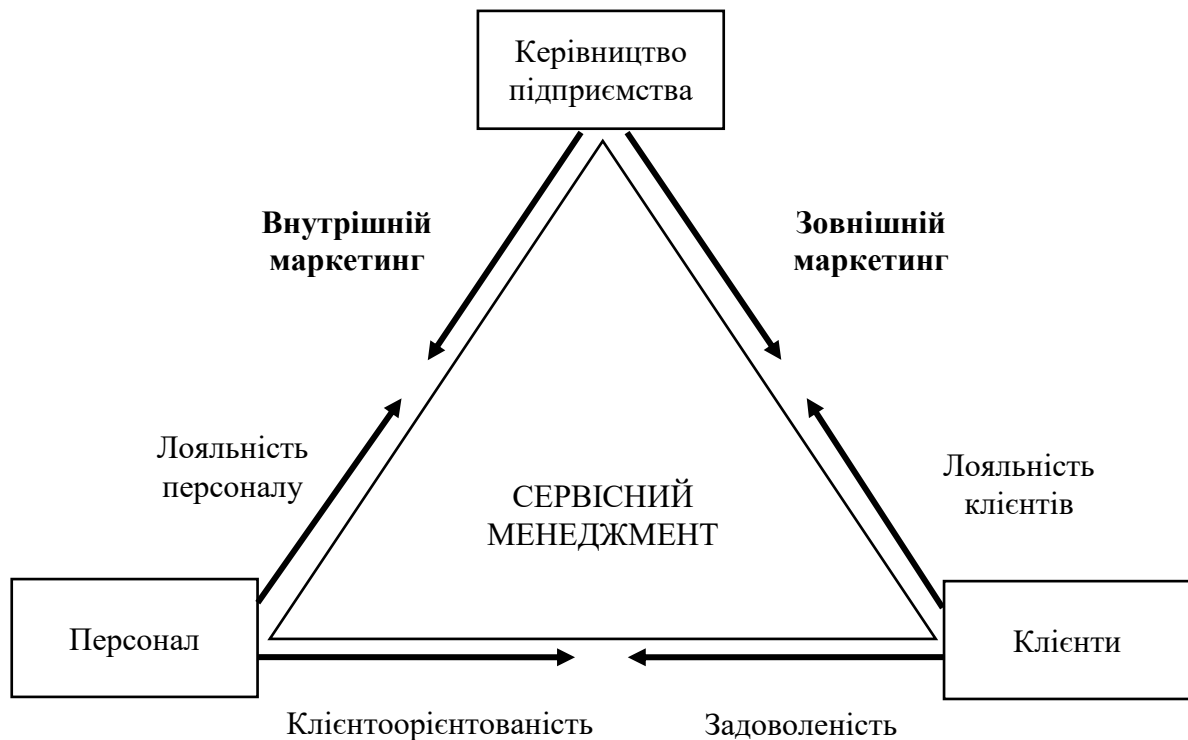 Керівництво
підприємства
Внутрішній
маркетинг
Зовнішній
маркетинг
Лояльність
персоналу
Лояльність
клієнтів
СЕРВІСНИЙ
МЕНЕДЖМЕНТ
Персонал
Клієнти
Клієнтоорієнтованість
Задоволеність